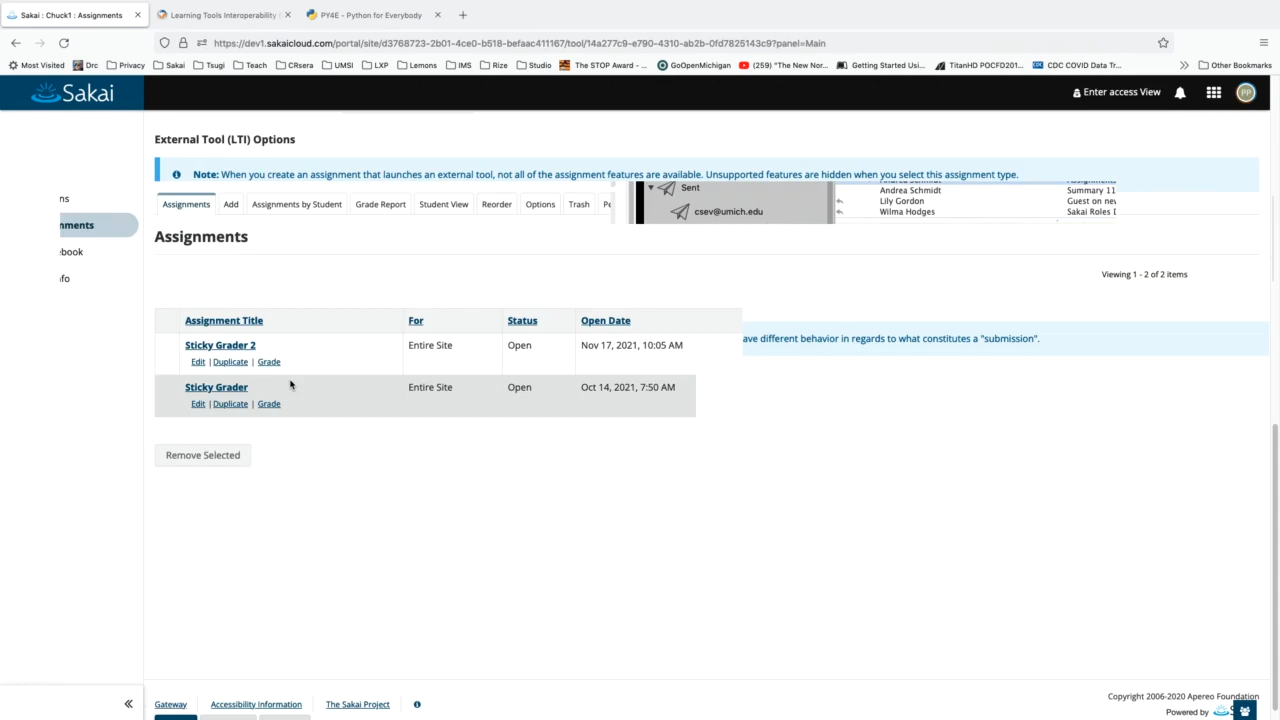 Sakai : Chuck1 : Assignments
Learning Tools Interoperability
PY4E - Python for Everybody
https://dev1.sakaicloud.com/portal/site/d3768723-2b01-4ce0-b518-befaac411167/tool/14a277c9-e790-4310-ab2b-0fd7825143c9?panel=Main
Most Visited Drc Privacy Sakai Tsugi Teach CRsera UMSI LXP Lemons IMS Rize Studio The STOP Award - ... GoOpenMichigan (259) "The New Nor... Getting Started Usi... TitanHD POCFD201... CDC COVID Data Tr... Other Bookmarks
Sakai
Enter access View
PP
External Tool (LTI) Options
Note: When you create an assignment that launches an external tool, not all of the assignment features are available. Unsupported features are hidden when you select this assignment type.
Sent
csev@umich.edu
Andrea Schmidt Summary 11
Lily Gordon Guest on nev
Wilma Hodges Sakai Roles
ns
nments
ebook
nfo
Assignments Add Assignments by Student Grade Report Student View Reorder Options Trash Pe
Assignments
Viewing 1 - 2 of 2 items
Assignment Title For Status Open Date
Sticky Grader 2 Entire Site Open Nov 17, 2021, 10:05 AM
Edit | Duplicate | Grade
ave different behavior in regards to what constitutes a "submission".
Sticky Grader Entire Site Open Oct 14, 2021, 7:50 AM
Edit | Duplicate | Grade
Remove Selected
Gateway Accessibility Information The Sakai Project
Copyright 2006-2020 Apereo Foundation
Powered by